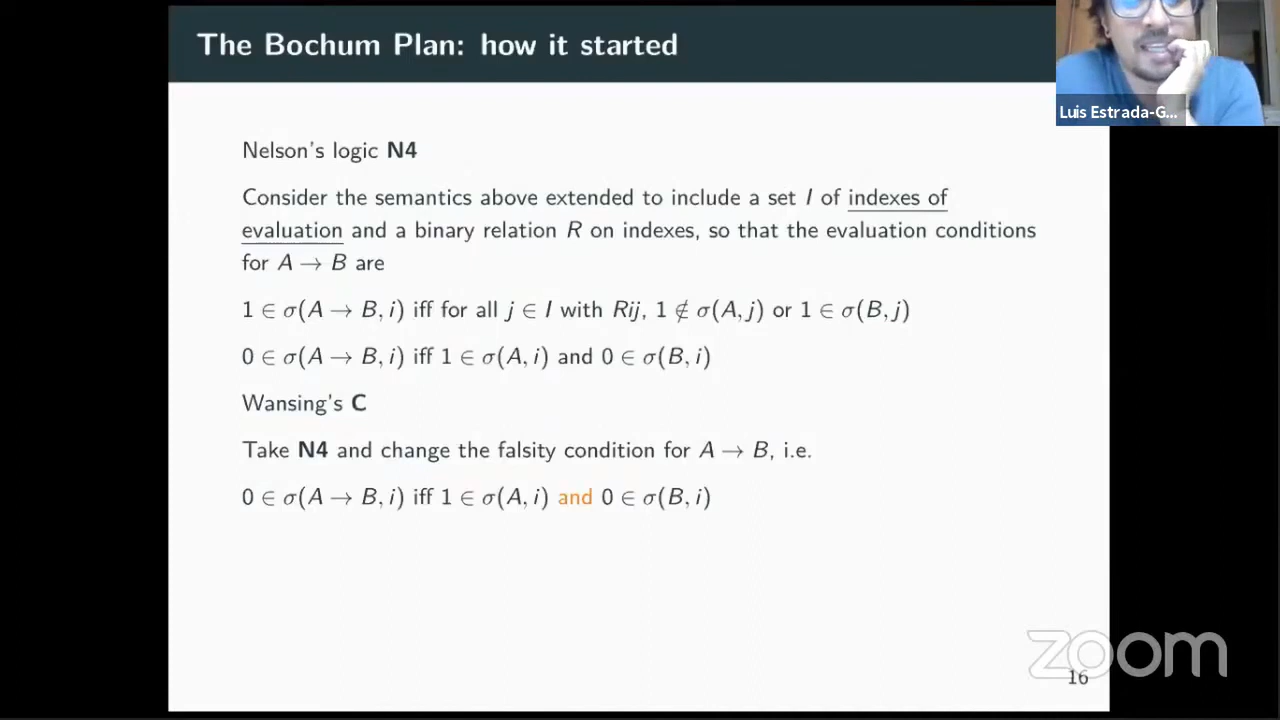 The Bochum Plan: how it started
Luis Estrada-G...
Nelson's logic N4
Consider the semantics above extended to include a set I of indexes of
evaluation and a binary relation R on indexes, so that the evaluation conditions
for A → B are
1 ∈ σ(A → B, i) iff for all j ∈ I with Rij, 1 ∉ σ(A, j) or 1 ∈ σ(B, j)
0 ∈ σ(A → B, i) iff 1 ∈ σ(A, i) and 0 ∈ σ(B, i)
Wansing's C
Take N4 and change the falsity condition for A → B, i.e.
0 ∈ σ(A → B, i) iff 1 ∈ σ(A, i) and 0 ∈ σ(B, i)
zoom
16